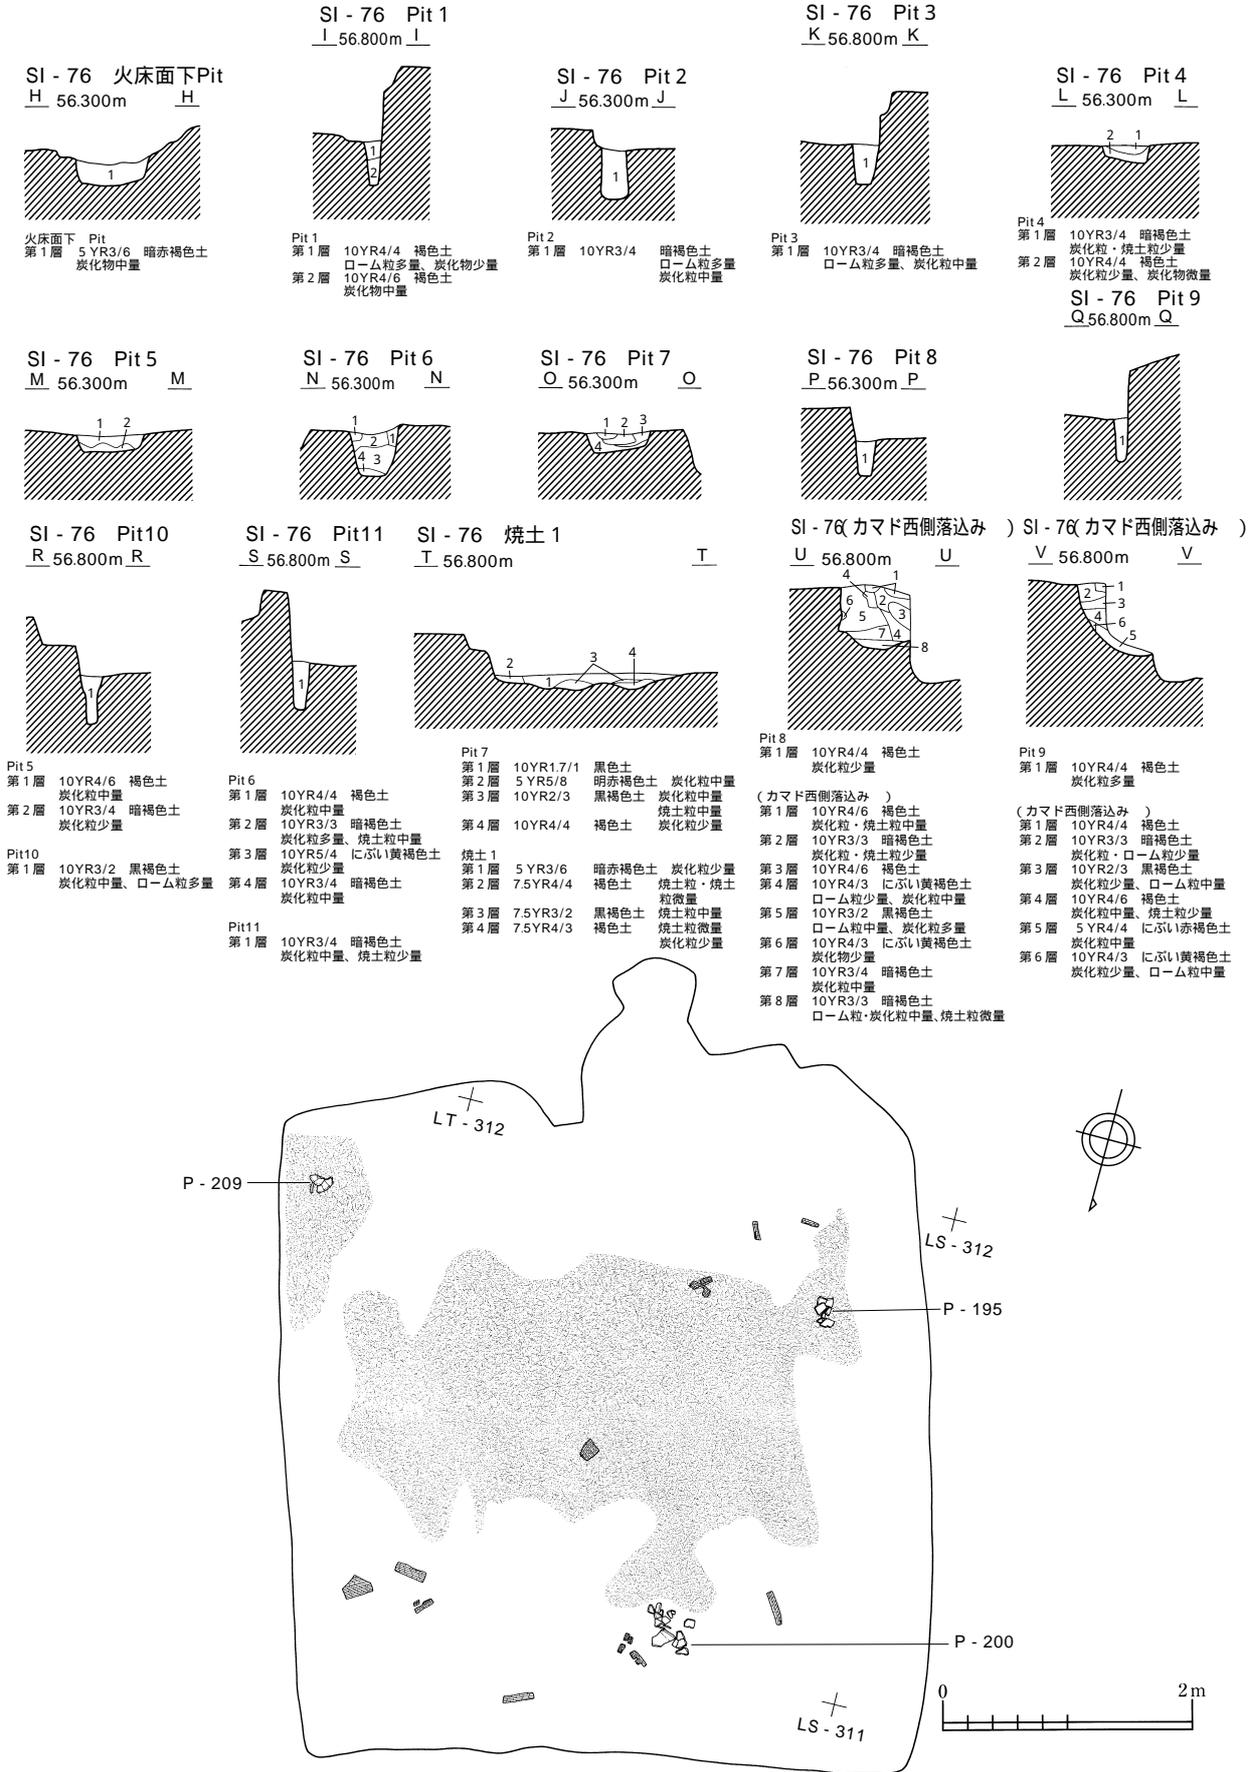 SI - 76 Pit 1
I 56.800m I
SI - 76 Pit 3
K 56.800m K
SI - 76 火床面下Pit
H 56.300m H
SI - 76 Pit 2
J 56.300m J
SI - 76 Pit 4
L 56.300m L
1
1
2
1
1
2 1
火床面下 Pit
第1層 5 YR3/6 暗赤褐色土
炭化物中量
Pit 1
第1層 10YR4/4 褐色土
ローム粒多量、炭化物少量
第2層 10YR4/6 褐色土
炭化物中量
Pit 2
第1層 10YR3/4 暗褐色土
ローム粒多量
炭化粒中量
Pit 3
第1層 10YR3/4 暗褐色土
ローム粒多量、炭化粒中量
Pit 4
第1層 10YR3/4 暗褐色土
炭化粒・焼土粒少量
第2層 10YR4/4 褐色土
炭化粒少量、炭化物微量
SI - 76 Pit 9
Q 56.800m Q
SI - 76 Pit 5
M 56.300m M
SI - 76 Pit 6
N 56.300m N
SI - 76 Pit 7
O 56.300m O
SI - 76 Pit 8
P 56.300m P
1 2
1
2 1
4 3
1 2 3
4
1
1
SI - 76 Pit10
R 56.800m R
SI - 76 Pit11
S 56.800m S
SI - 76 焼土 1
T 56.800m T
SI - 76( カマド西側落込み )
U 56.800m U
SI - 76( カマド西側落込み )
V 56.800m V
1
1
2 1 3 4
4 1
6 2
5 3
7 4
8
1
2
3
4
6
5
Pit 5
第1層 10YR4/6 褐色土
炭化粒中量
第2層 10YR3/4 暗褐色土
炭化粒少量
Pit10
第1層 10YR3/2 黒褐色土
炭化粒中量、ローム粒多量
Pit 6
第1層 10YR4/4 褐色土
炭化粒中量
第2層 10YR3/3 暗褐色土
炭化粒多量、焼土粒中量
第3層 10YR5/4 にぶい黄褐色土
炭化粒少量
第4層 10YR3/4 暗褐色土
炭化粒中量
Pit11
第1層 10YR3/4 暗褐色土
炭化粒中量、焼土粒少量
Pit 7
第1層 10YR1.7/1 黒色土
第2層 5 YR5/8 明赤褐色土 炭化粒中量
第3層 10YR2/3 黒褐色土 炭化粒中量
焼土粒中量
第4層 10YR4/4 褐色土 炭化粒少量
焼土 1
第1層 5 YR3/6 暗赤褐色土 炭化粒少量
第2層 7.5YR4/4 褐色土 焼土粒・焼土
粒微量
第3層 7.5YR3/2 黒褐色土 焼土粒中量
第4層 7.5YR4/3 褐色土 焼土粒微量
炭化粒少量
Pit 8
第1層 10YR4/4 褐色土
炭化粒少量
( カマド西側落込み )
第1層 10YR4/6 褐色土
炭化粒・焼土粒中量
第2層 10YR3/3 暗褐色土
炭化粒・焼土粒少量
第3層 10YR4/6 褐色土
第4層 10YR4/3 にぶい黄褐色土
ローム粒少量、炭化粒中量
第5層 10YR3/2 黒褐色土
ローム粒中量、炭化粒多量
第6層 10YR4/3 にぶい黄褐色土
炭化物少量
第7層 10YR3/4 暗褐色土
炭化粒中量
第8層 10YR3/3 暗褐色土
ローム粒・炭化粒中量、焼土粒微量
Pit 9
第1層 10YR4/4 褐色土
炭化粒多量
( カマド西側落込み )
第1層 10YR4/4 褐色土
第2層 10YR3/3 暗褐色土
炭化粒・ローム粒少量
第3層 10YR2/3 黒褐色土
炭化粒少量、ローム粒中量
第4層 10YR4/6 褐色土
炭化粒中量、焼土粒少量
第5層 5 YR4/4 にぶい赤褐色土
炭化粒中量
第6層 10YR4/3 にぶい黄褐色土
炭化粒少量、ローム粒中量
LT - 312
P - 209
LS - 312
P - 195
P - 200
LS - 311
0 2m